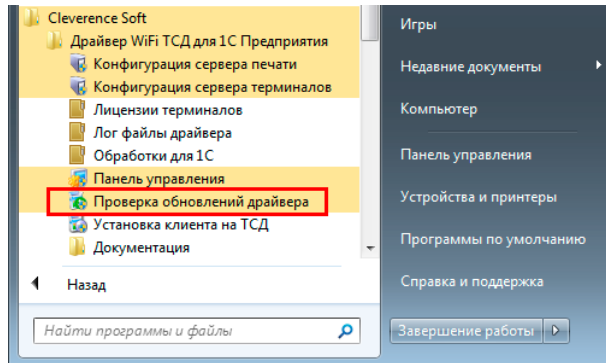 Cleverence Soft
Драйвер WiFi ТСД для 1С Предприятия
Конфигурация сервера печати
Конфигурация сервера терминалов
Лицензии терминалов
Лог файлы драйвера
Обработки для 1С
Панель управления
Проверка обновлений драйвера
Установка клиента на ТСД
Документация
Назад
Найти программы и файлы
Игры
Недавние документы
Компьютер
Панель управления
Устройства и принтеры
Программы по умолчанию
Справка и поддержка
Завершение работы